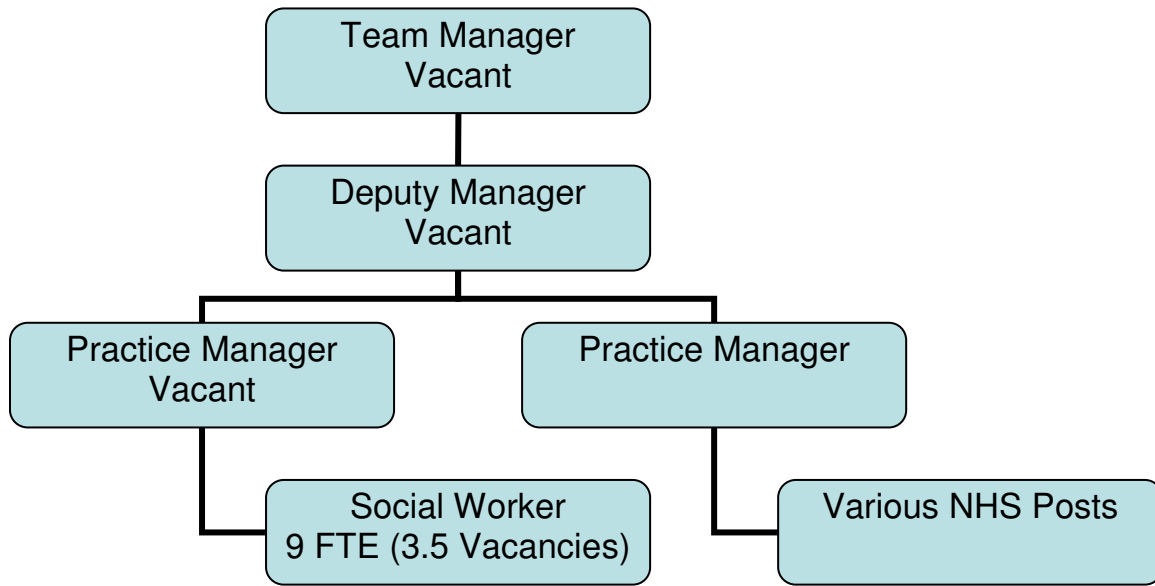 Team Manager
Vacant
Deputy Manager
Vacant
Practice Manager
Vacant
Practice Manager
Social Worker
9 FTE (3.5 Vacancies)
Various NHS Posts